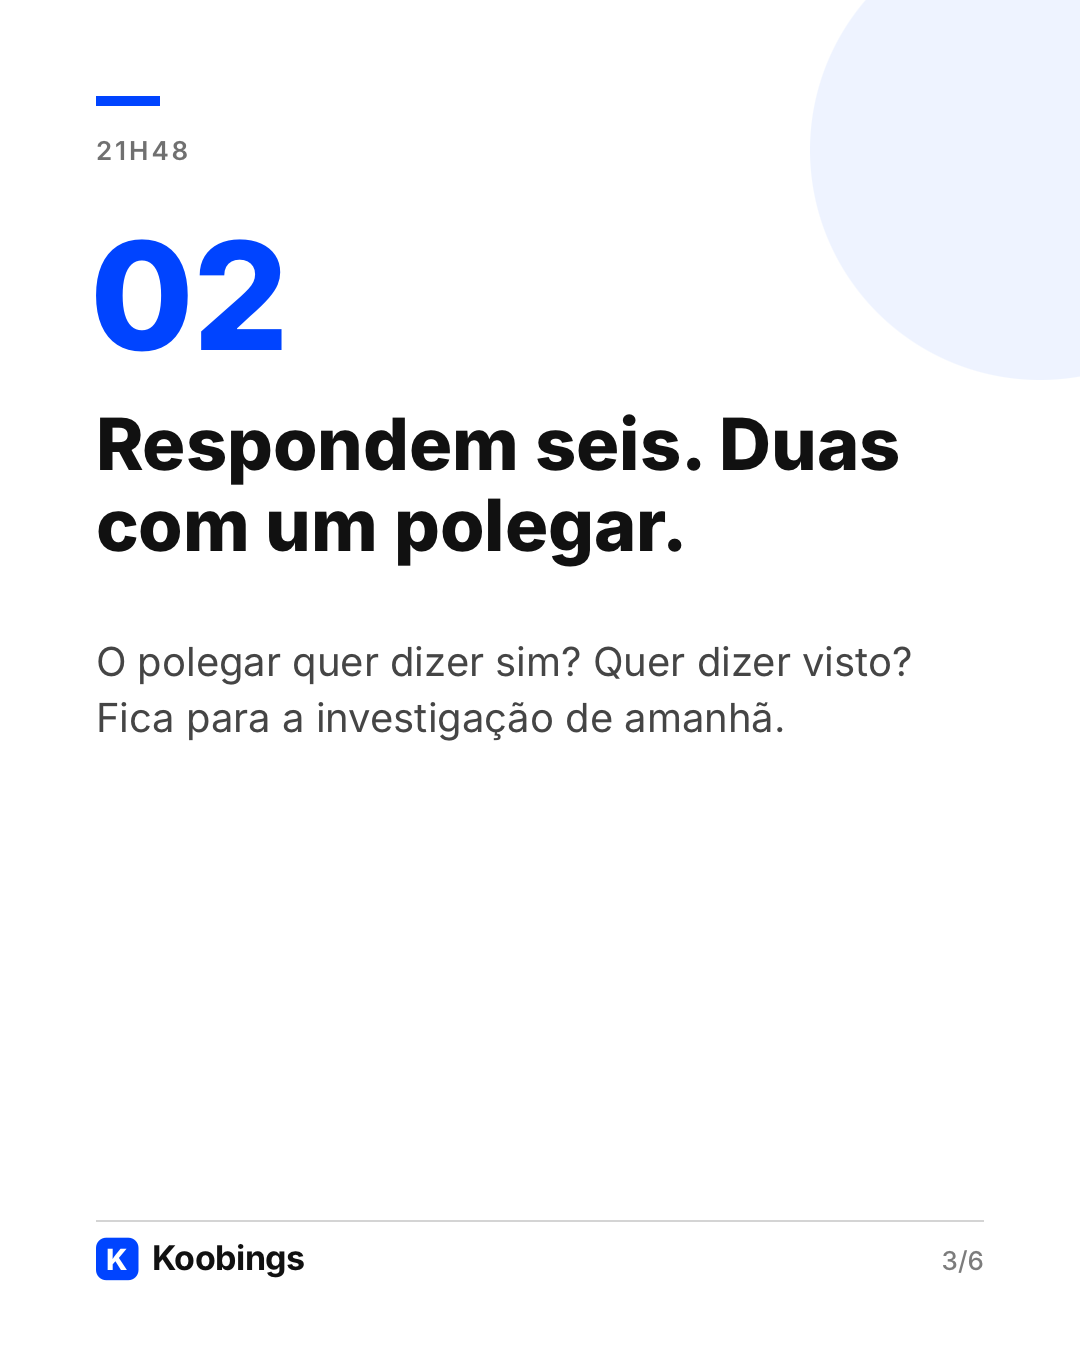 21H48
02
Respondem seis. Duas
com um polegar.
O polegar quer dizer sim? Quer dizer visto?
Fica para a investigação de amanhã.
K Koobings
3/6